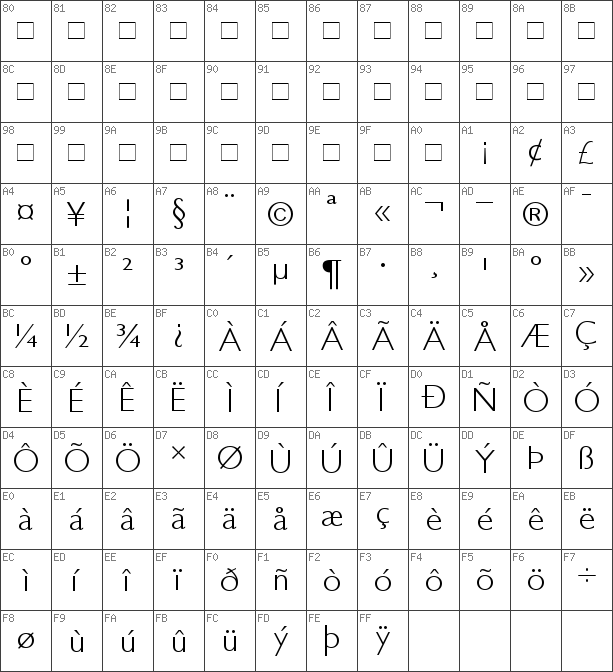 80 81 82 83 84 85 86 87 88 89 8A 8B
□ □ □ □ □ □ □ □ □ □ □ □
8C 8D 8E 8F 90 91 92 93 94 95 96 97
□ □ □ □ □ □ □ □ □ □ □ □
98 99 9A 9B 9C 9D 9E 9F A0 A1 A2 A3
□ □ □ □ □ □ □ □ □ ¡ ¢ £
A4 A5 A6 A7 A8 A9 AA AB AC AD AE AF
¤ ¥ ¦ § ¨ © ª « ¬ — ® ¯
B0 B1 B2 B3 B4 B5 B6 B7 B8 B9 BA BB
° ± ² ³ ´ µ ¶ · ¸ ¹ º »
BC BD BE BF C0 C1 C2 C3 C4 C5 C6 C7
¼ ½ ¾ ¿ À Á Â Ã Ä Å Æ Ç
C8 C9 CA CB CC CD CE CF D0 D1 D2 D3
È É Ê Ë Ì Í Î Ï Ð Ñ Ò Ó
D4 D5 D6 D7 D8 D9 DA DB DC DD DE DF
Ô Õ Ö × Ø Ù Ú Û Ü Ý Þ ß
E0 E1 E2 E3 E4 E5 E6 E7 E8 E9 EA EB
à á â ã ä å æ ç è é ê ë
EC ED EE EF F0 F1 F2 F3 F4 F5 F6 F7
ì í î ï ð ñ ò ó ô õ ö ÷
F8 F9 FA FB FC FD FE FF
ø ù ú û ü ý þ ÿ